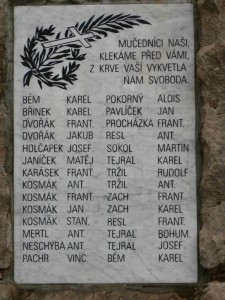 MUČEDNÍCI NAŠI,
KLEKÁME PŘED VÁMI,
Z KRVE VAŠÍ VYKVETLA
NÁM SVOBODA.
BÉM KAREL POKORNÝ ALOIS
BŘINEK KAREL PAVLÍČEK JAN
DVOŘÁK FRANT. PROCHÁZKA FRANT.
DVOŘÁK JAKUB RESL ANT.
HOLČAPEK JOSEF SOKOL MARTIN
JANÍČEK MATĚJ TEJRAL KAREL
KARÁSEK FRANT. TRŽIL RUDOLF
KOSMÁK ANT. TRŽIL ANT.
KOSMÁK FRANT. ZACH FRANT.
KOSMÁK JAN ZACH KAREL
KOSMÁK STAN. RESL FRANT.
MERTL ANT. TEJRAL BOHUM.
NESCHYBA ANT. TEJRAL JOSEF
PACHR VINC. BÉM KAREL